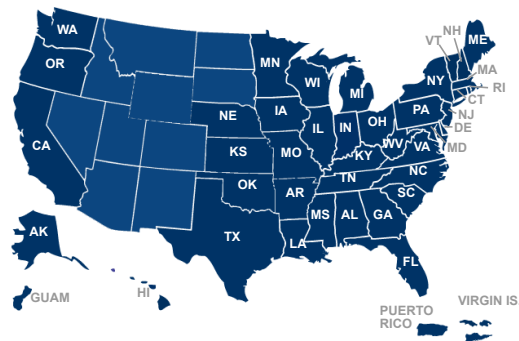 NH
WA
VT
ME
OR
MN
MA
WI
NY
RI
MI
CT
PA
NJ
NE
IA
OH
DE
IL
IN
CA
WV
VA
MD
KS
MO
KY
NC
TN
OK
AR
SC
MS
AL
GA
AK
TX
LA
FL
GUAM
HI
VIRGIN IS
PUERTO
RICO